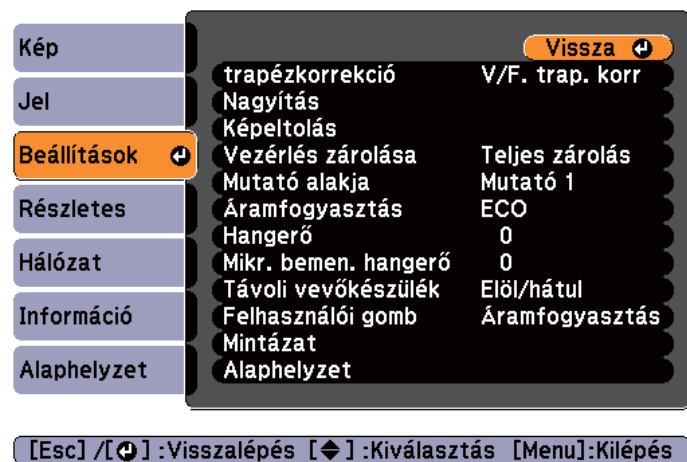 Kép
Jel
Beállítások
Részletes
Hálózat
Információ
Alaphelyzet
Vissza
trapézkorrekció V/F. trap. korr
Nagyítás
Képeltolás
Vezérlés zárolása Teljes zárolás
Mutató alakja Mutató 1
Áramfogyasztás ECO
Hangerő 0
Mikr. bemen. hangerő 0
Távoli vevőkészülék Elöl/hátul
Felhasználói gomb Áramfogyasztás
Mintázat
Alaphelyzet
[Esc] /[⏎] :Visszalépés [◆] :Kiválasztás [Menu]:Kilépés